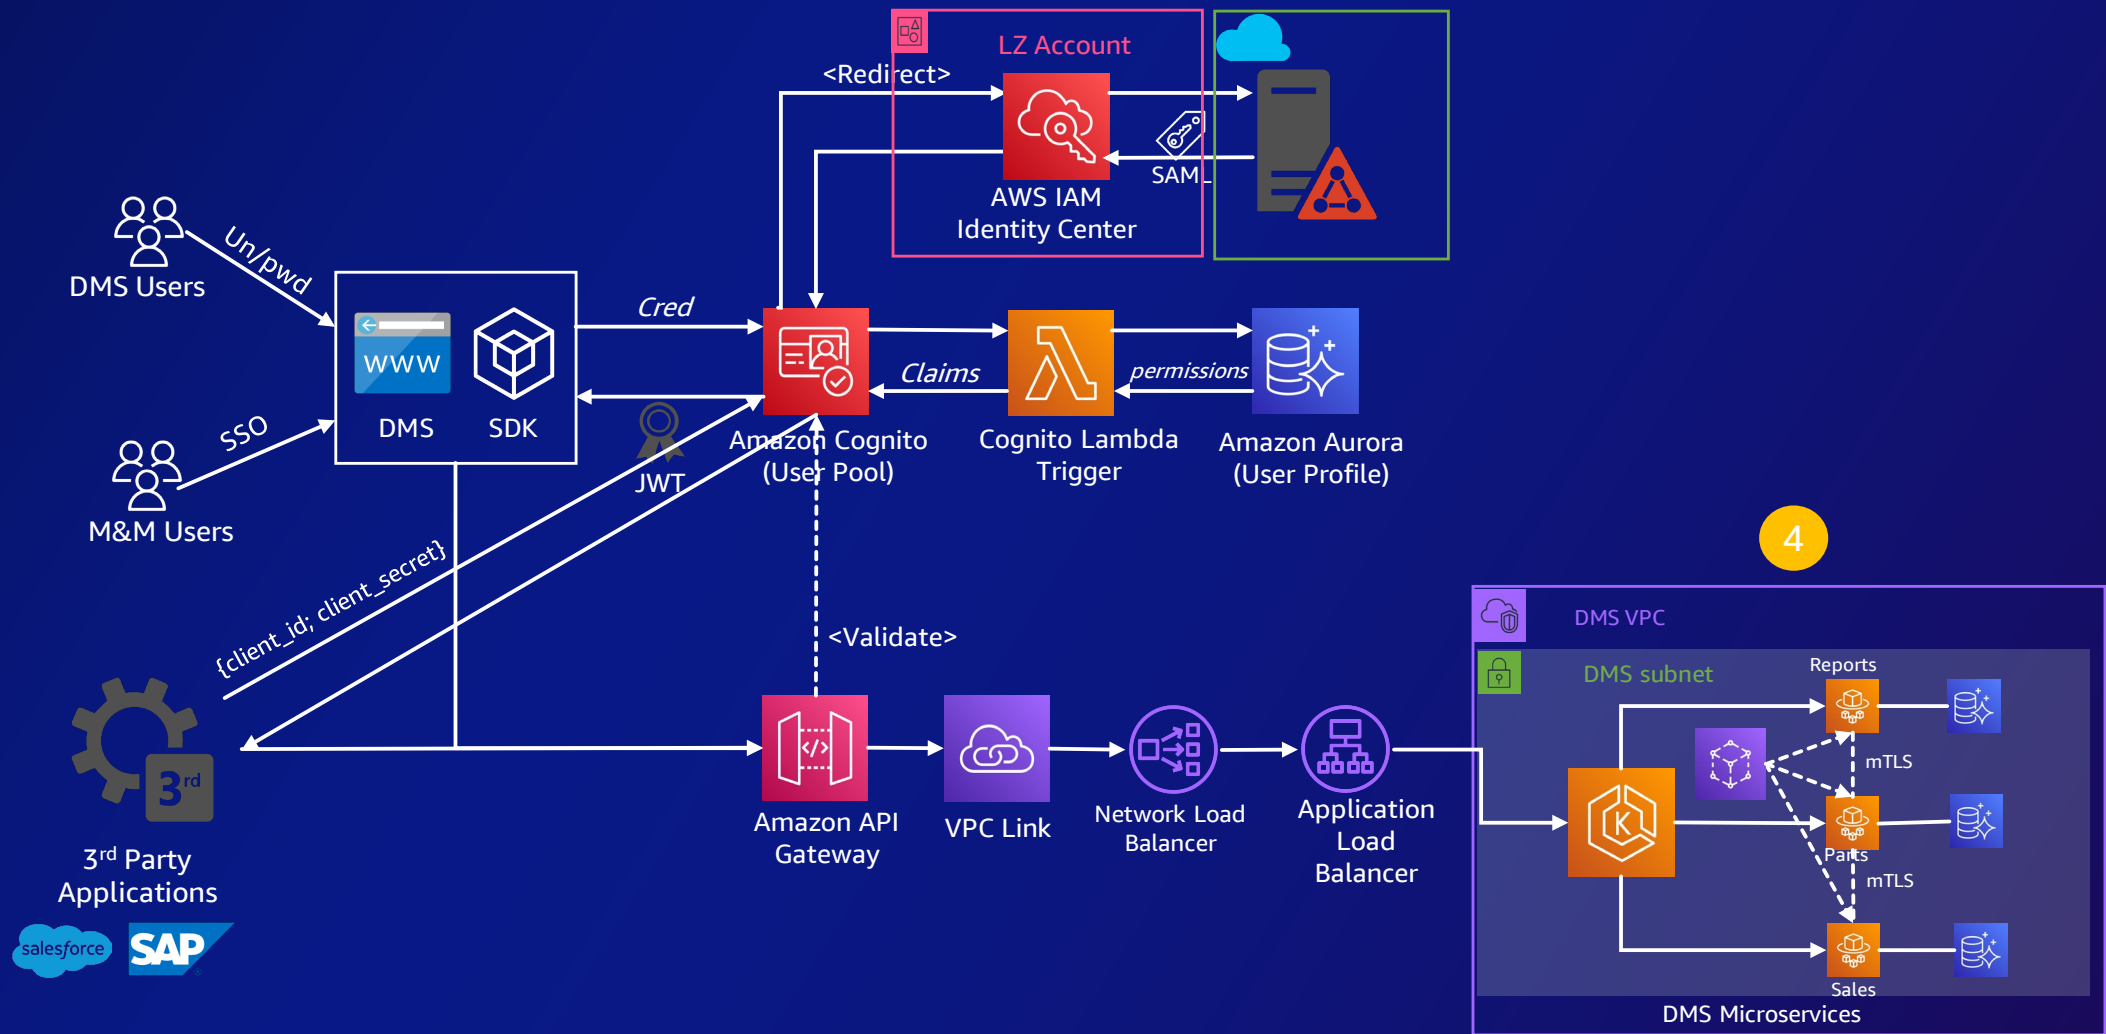 LZ Account
<Redirect>
SAML
AWS IAM
Identity Center
DMS Users
Un/pwd
WWW
DMS
SDK
Cred
Claims
permissions
SSO
M&M Users
JWT
Amazon Cognito
(User Pool)
Cognito Lambda
Trigger
Amazon Aurora
(User Profile)
{client_id; client_secret}
<Validate>
4
DMS VPC
DMS subnet
Reports
mTLS
Parts
mTLS
Sales
DMS Microservices
K
3rd
3rd Party
Applications
salesforce
SAP
</>
Amazon API
Gateway
VPC Link
Network Load
Balancer
Application
Load
Balancer